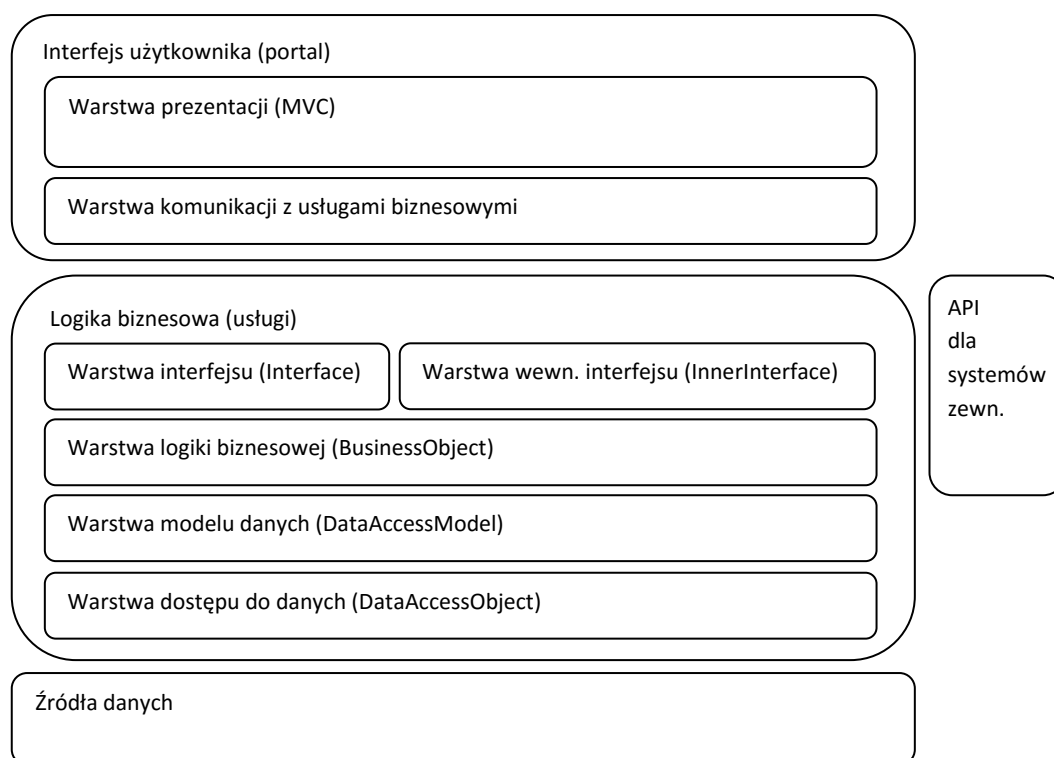 Interfejs użytkownika (portal)
Warstwa prezentacji (MVC)
Warstwa komunikacji z usługami biznesowymi
Logika biznesowa (usługi)
Warstwa interfejsu (Interface)
Warstwa wewn. interfejsu (InnerInterface)
Warstwa logiki biznesowej (BusinessObject)
Warstwa modelu danych (DataAccessModel)
Warstwa dostępu do danych (DataAccessObject)
API
dla
systemów
zewn.
Źródła danych